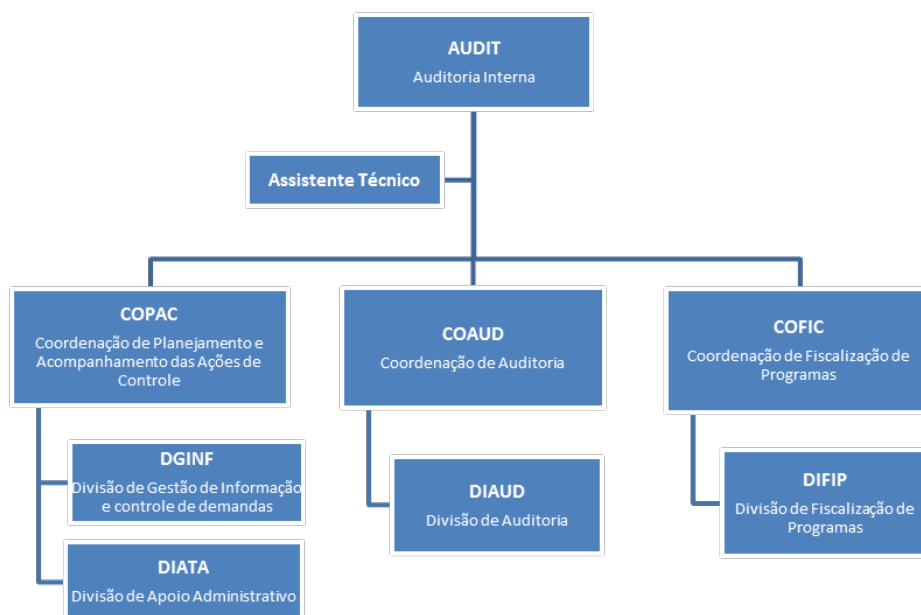 AUDIT
Auditoria Interna
Assistente Técnico
COPAC
Coordenação de Planejamento e
Acompanhamento das Ações de
Controle
COAUD
Coordenação de Auditoria
COFIC
Coordenação de Fiscalização de
Programas
DGINF
Divisão de Gestão de Informação
e controle de demandas
DIATA
Divisão de Apoio Administrativo
DIAUD
Divisão de Auditoria
DIFIP
Divisão de Fiscalização de
Programas